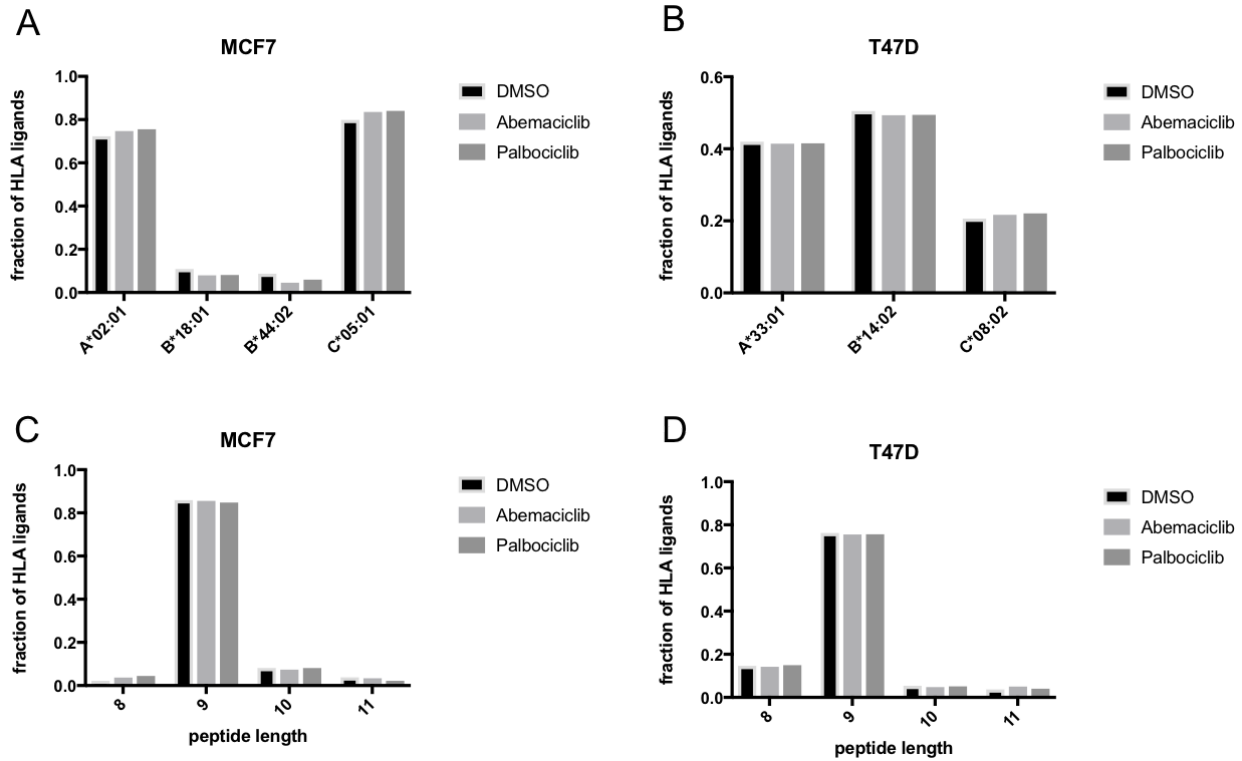 A
MCF7
fraction of HLA ligands
1.0
0.8
0.6
0.4
0.2
0.0
A*02:01
B*18:01
B*44:02
C*05:01
DMSO
Abemaciclib
Palbociclib
B
T47D
fraction of HLA ligands
0.6
0.4
0.2
0.0
A*33:01
B*14:02
C*08:02
DMSO
Abemaciclib
Palbociclib
C
MCF7
fraction of HLA ligands
1.0
0.8
0.6
0.4
0.2
0.0
8
9
10
11
peptide length
DMSO
Abemaciclib
Palbociclib
D
T47D
fraction of HLA ligands
1.0
0.8
0.6
0.4
0.2
0.0
8
9
10
11
peptide length
DMSO
Abemaciclib
Palbociclib